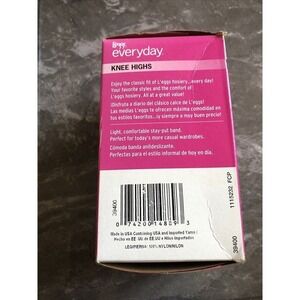 L'eggs
everyday.
KNEE HIGHS
Enjoy the classic fit of L'eggs hosiery...every day!
Your favorite styles and the comfort of
L'eggs hosiery. All at a great value!
¡Disfruta a diario del clásico calce de L'eggs!
Las medias L'eggs te ofrecen máxima comodidad en
tus estilos favoritos...¡y siempre a muy buen precio!
Light, comfortable stay-put band.
Perfect for today's more casual wardrobes.
Cómoda banda antideslizante.
Perfectas para el estilo informal de hoy en día.
39400
0 74200 14809 3
Made in USA Containing USA and Imported Yarns
Hecho en EE UU de EE.UU e Hilos Importados
100% NYLON/NILON
1115232 FCP
39400